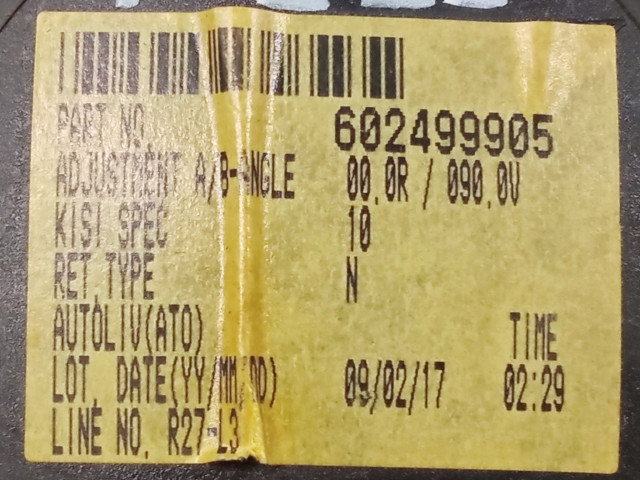 PART NO. 602499905
ADJUSTMENT A/B-ANGLE 00.0R / 090.0V
KISI SPEC 10
RET.TYPE N
AUTOLIV(ATO) TIME
LOT. DATE(YY/MM/DD) 09/02/17 02:29
LINE NO. R27-L3